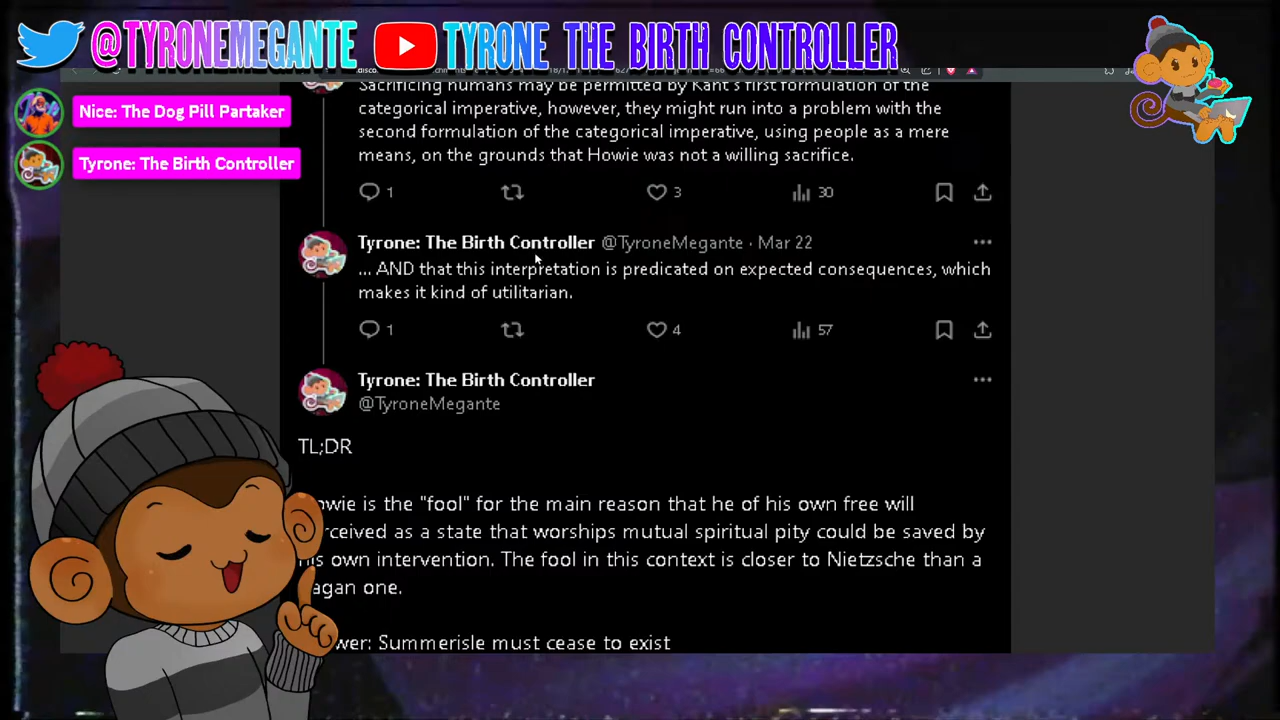 @TYRONEMEGANTE TYRONE THE BIRTH CONTROLLER
Nice: The Dog Pill Partaker
Tyrone: The Birth Controller
Sacrificing humans may be permitted by Kant's first formulation of the
categorical imperative, however, they might run into a problem with the
second formulation of the categorical imperative, using people as a mere
means, on the grounds that Howie was not a willing sacrifice.
1 3 30
Tyrone: The Birth Controller @TyroneMegante · Mar 22
... AND that this interpretation is predicated on expected consequences, which
makes it kind of utilitarian.
1 4 57
Tyrone: The Birth Controller
@TyroneMegante
TL;DR
owie is the "fool" for the main reason that he of his own free will
rceived as a state that worships mutual spiritual pity could be saved by
is own intervention. The fool in this context is closer to Nietzsche than a
agan one.
wer: Summerisle must cease to exist